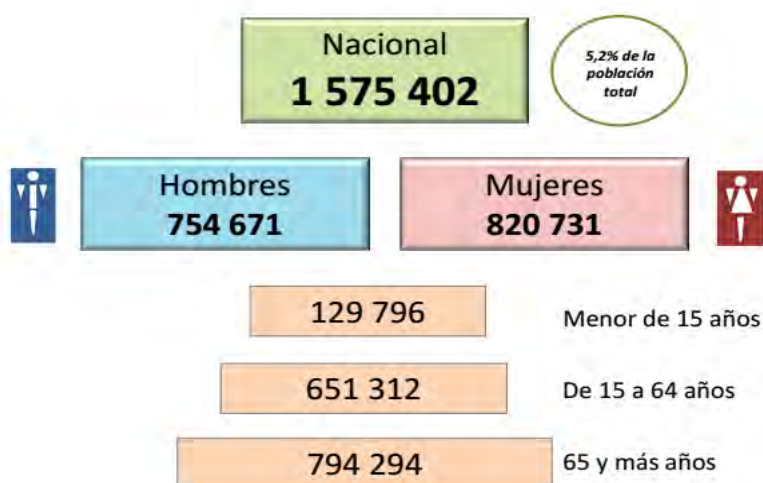 Nacional
1 575 402
5,2% de la
población
total
Hombres
754 671
Mujeres
820 731
129 796
Menor de 15 años
651 312
De 15 a 64 años
794 294
65 y más años